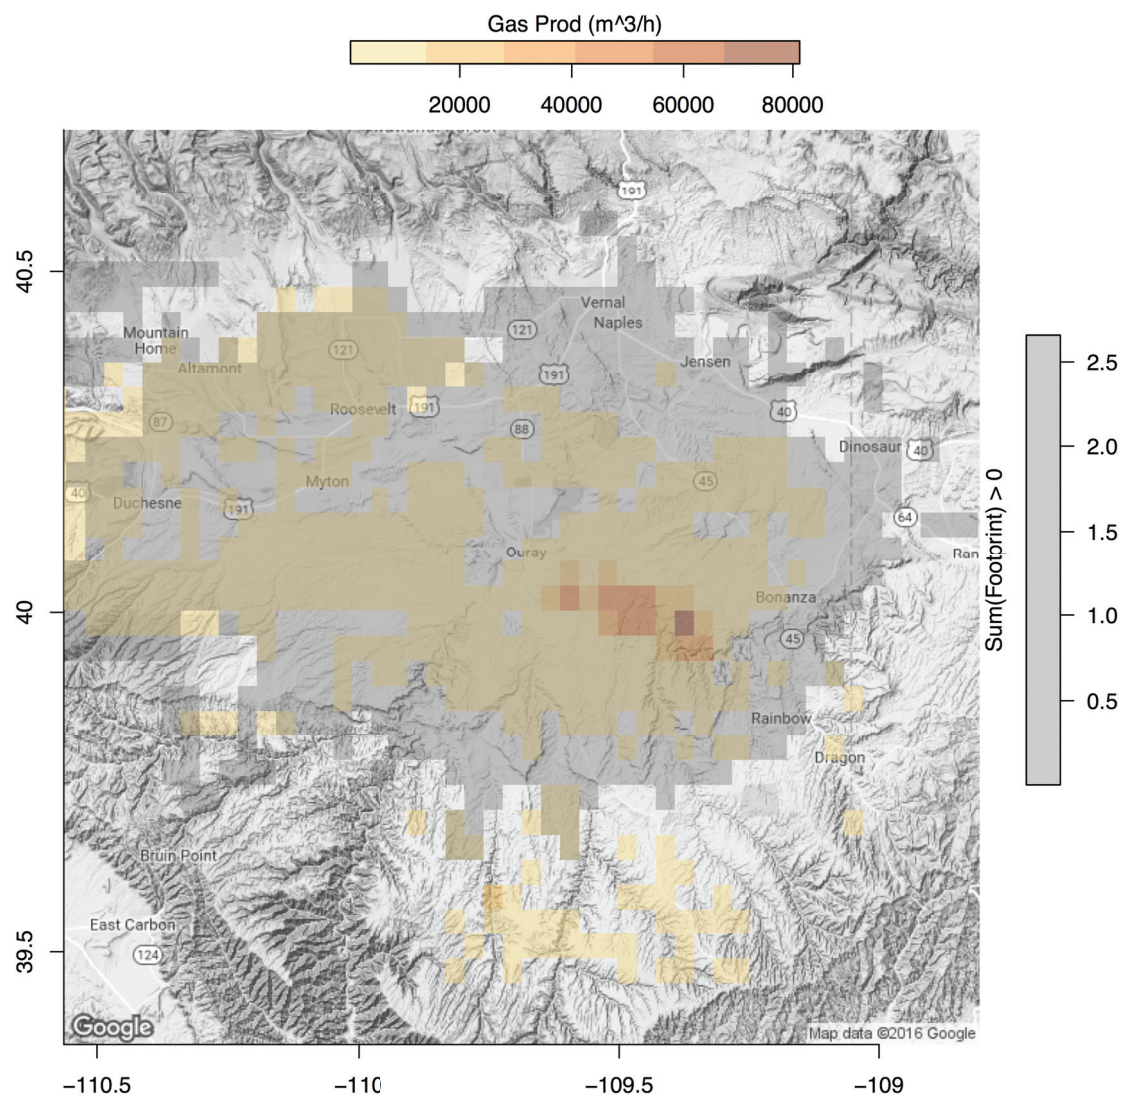 Gas Prod (m^3/h)
20000 40000 60000 80000
191
40.5
Vernal
Naples
121
Mountain
Home
121
Jensen
Altamont
191
2.5
Roosevelt
191
40
87
88
Dinosaur
40
2.0
45
Myton
40
Duchesne
191
64
1.5
Ouray
Ran
Sum(Footprint) > 0
40
Bonanza
1.0
45
0.5
Rainbow
Dragon
Bruin Point
East Carbon
39.5
124
Google
Map data ©2016 Google
−110.5 −110 −109.5 −109